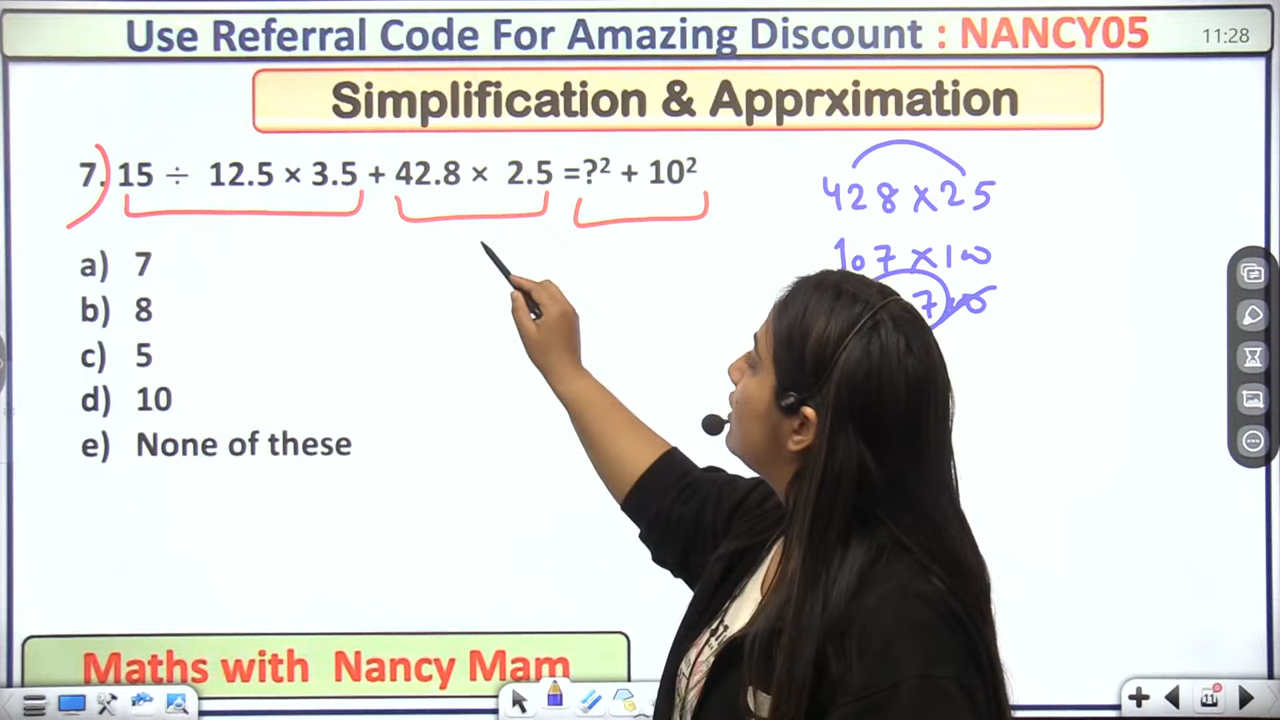 Use Referral Code For Amazing Discount : NANCY05
11:28
Simplification & Apprximation
7. 15 ÷ 12.5 × 3.5 + 42.8 × 2.5 =?² + 10²
428×25
107×100
a) 7
b) 8
c) 5
d) 10
e) None of these
Maths with Nancy Mam
11